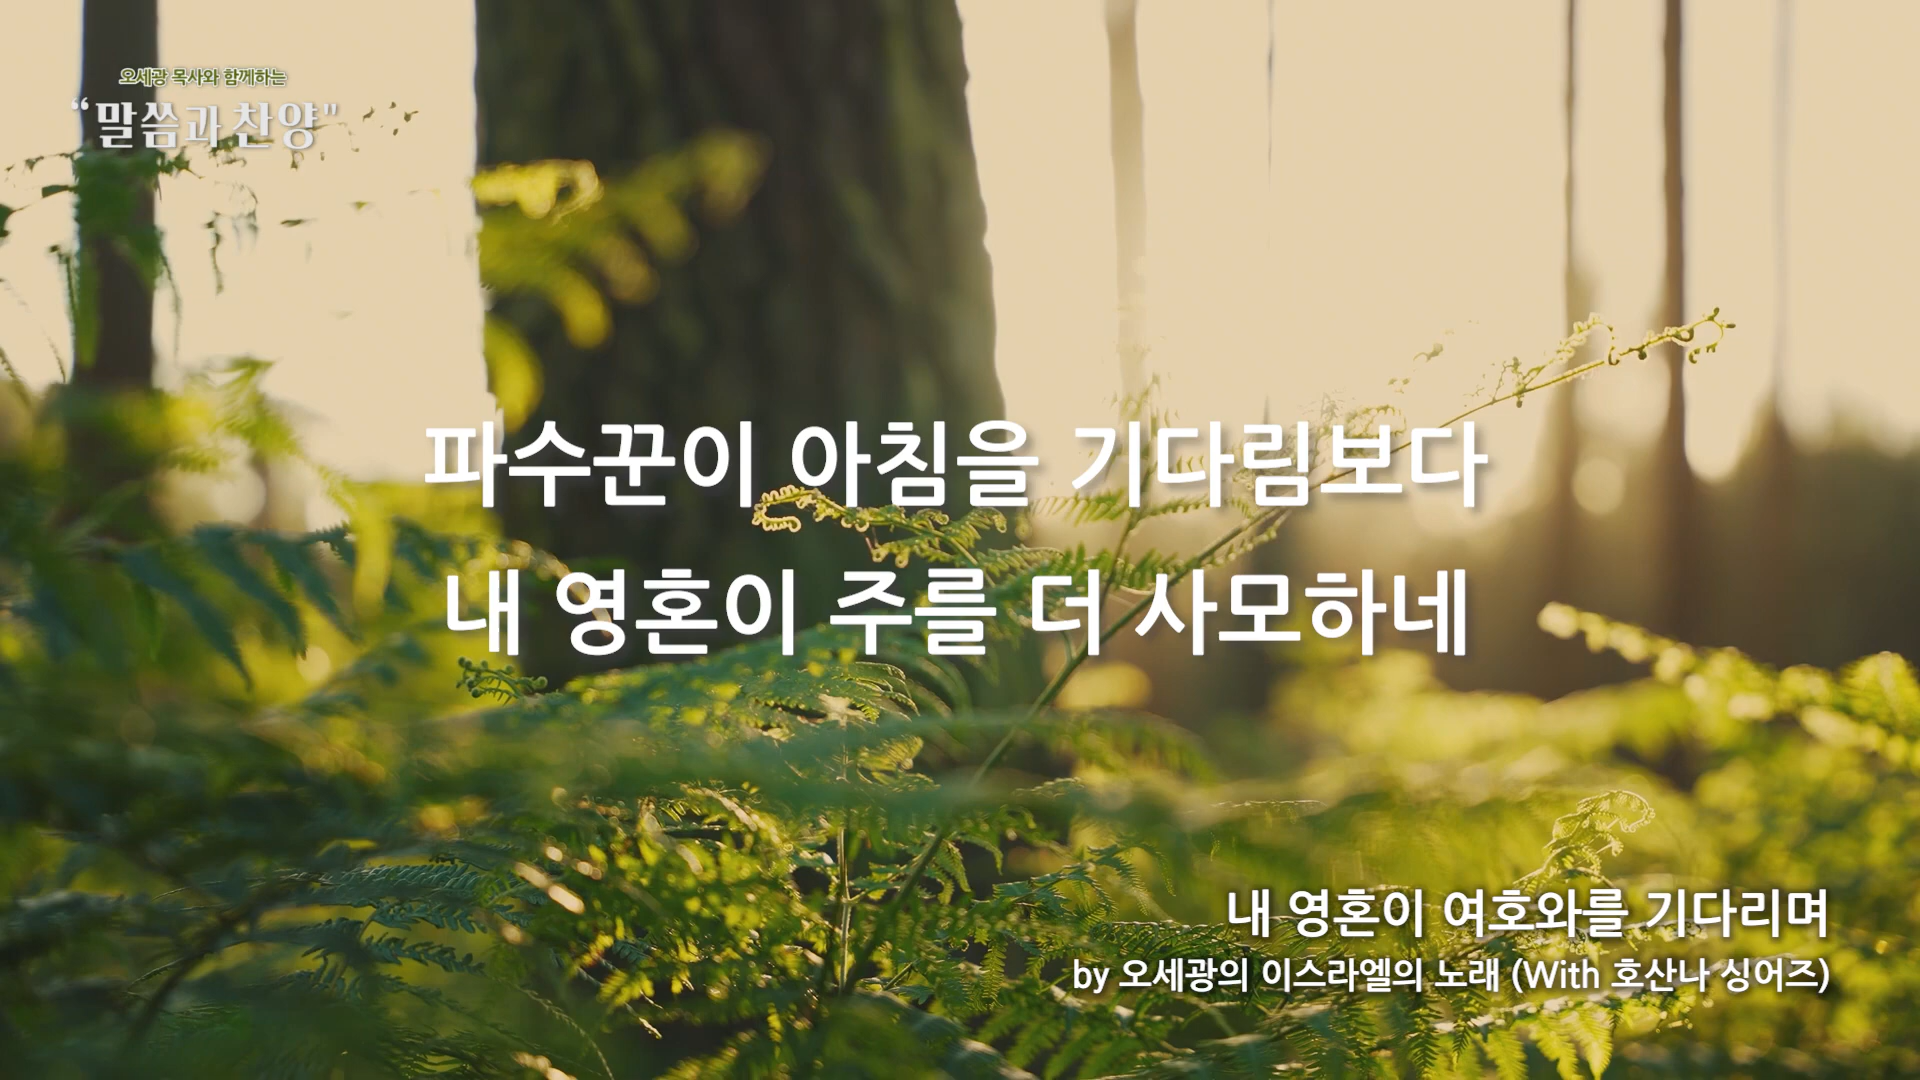 오세광 목사와 함께하는
“말씀과 찬양"
파수꾼이 아침을 기다림보다
내 영혼이 주를 더 사모하네
내 영혼이 여호와를 기다리며
by 오세광의 이스라엘의 노래 (With 호산나 싱어즈)